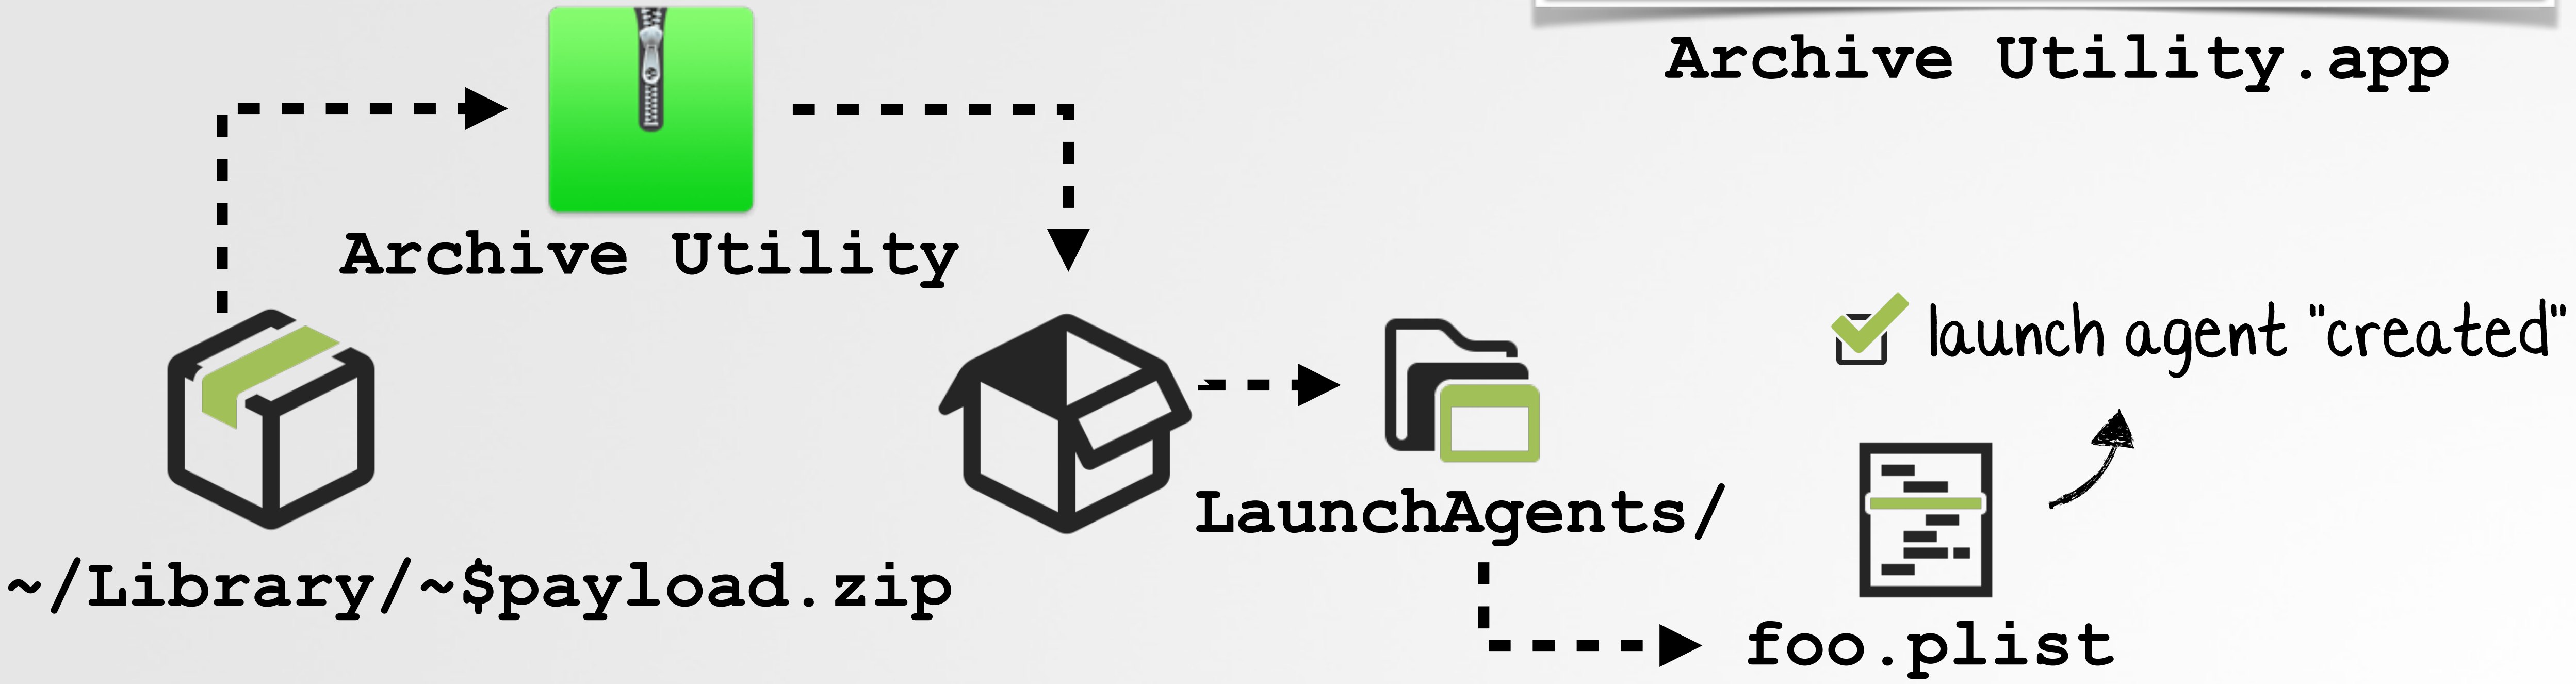 Archive Utility.app
Archive Utility
launch agent "created"
LaunchAgents/
~/Library/~$payload.zip
foo.plist